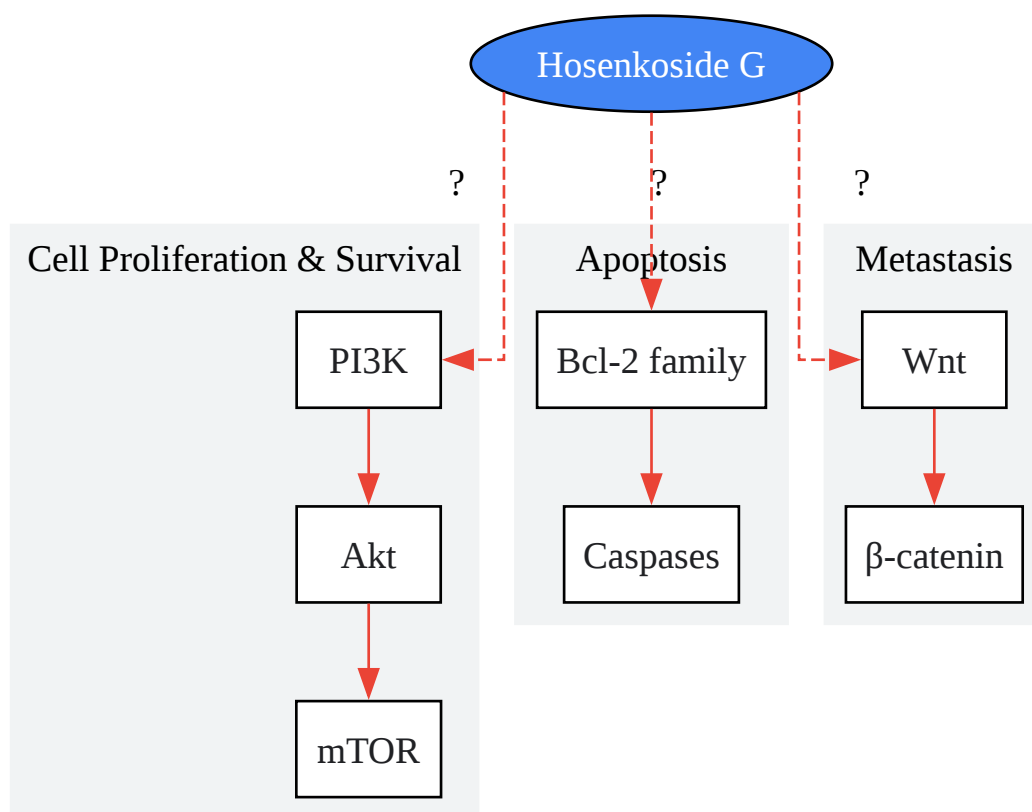 Hosenkoside G
?
?
?
Cell Proliferation & Survival
Apoptosis
Metastasis
PI3K
Bcl-2 family
Wnt
Akt
Caspases
β-catenin
mTOR